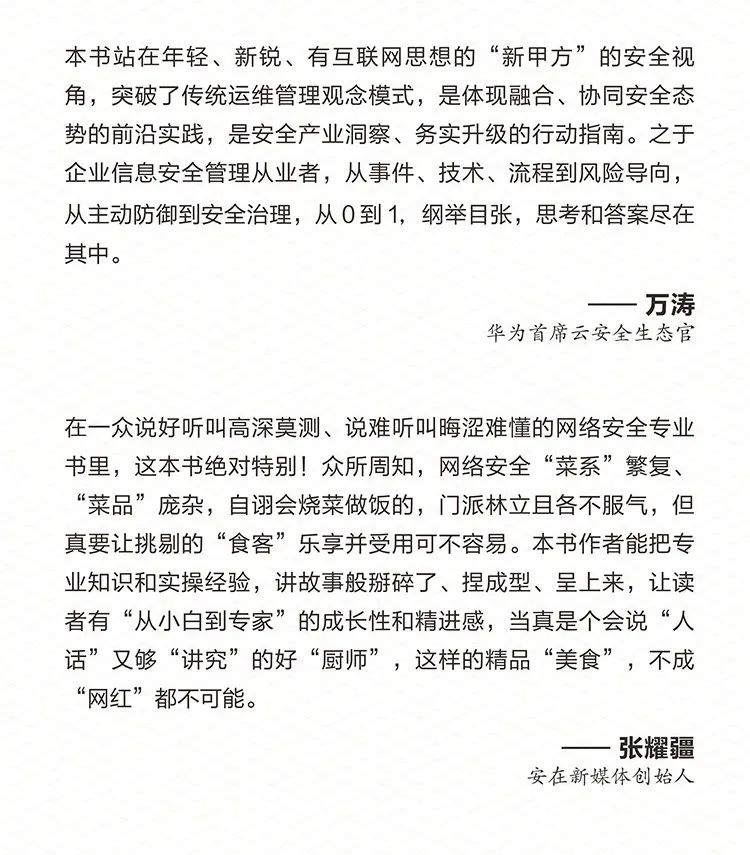 本书站在年轻、新锐、有互联网思想的“新甲方”的安全视
角，突破了传统运维管理观念模式，是体现融合、协同安全态
势的前沿实践，是安全产业洞察、务实升级的行动指南。之于
企业信息安全管理从业者，从事件、技术、流程到风险导向，
从主动防御到安全治理，从0到1，纲举目张，思考和答案尽在
其中。
—— 万涛
华为首席云安全生态官
在一众说好听叫高深莫测、说难听叫晦涩难懂的网络安全专业
书里，这本书绝对特别！众所周知，网络安全“菜系”繁复、
“菜品”庞杂，自诩会烧菜做饭的，门派林立且各不服气，但
真要让挑剔的“食客”乐享并受用可不容易。本书作者能把专
业知识和实操经验，讲故事般掰碎了、捏成型、呈上来，让读
者有“从小白到专家”的成长性和精进感，当真是个会说“人
话”又够“讲究”的好“厨师”，这样的精品“美食”，不成
“网红”都不可能。
—— 张耀疆
安在新媒体创始人